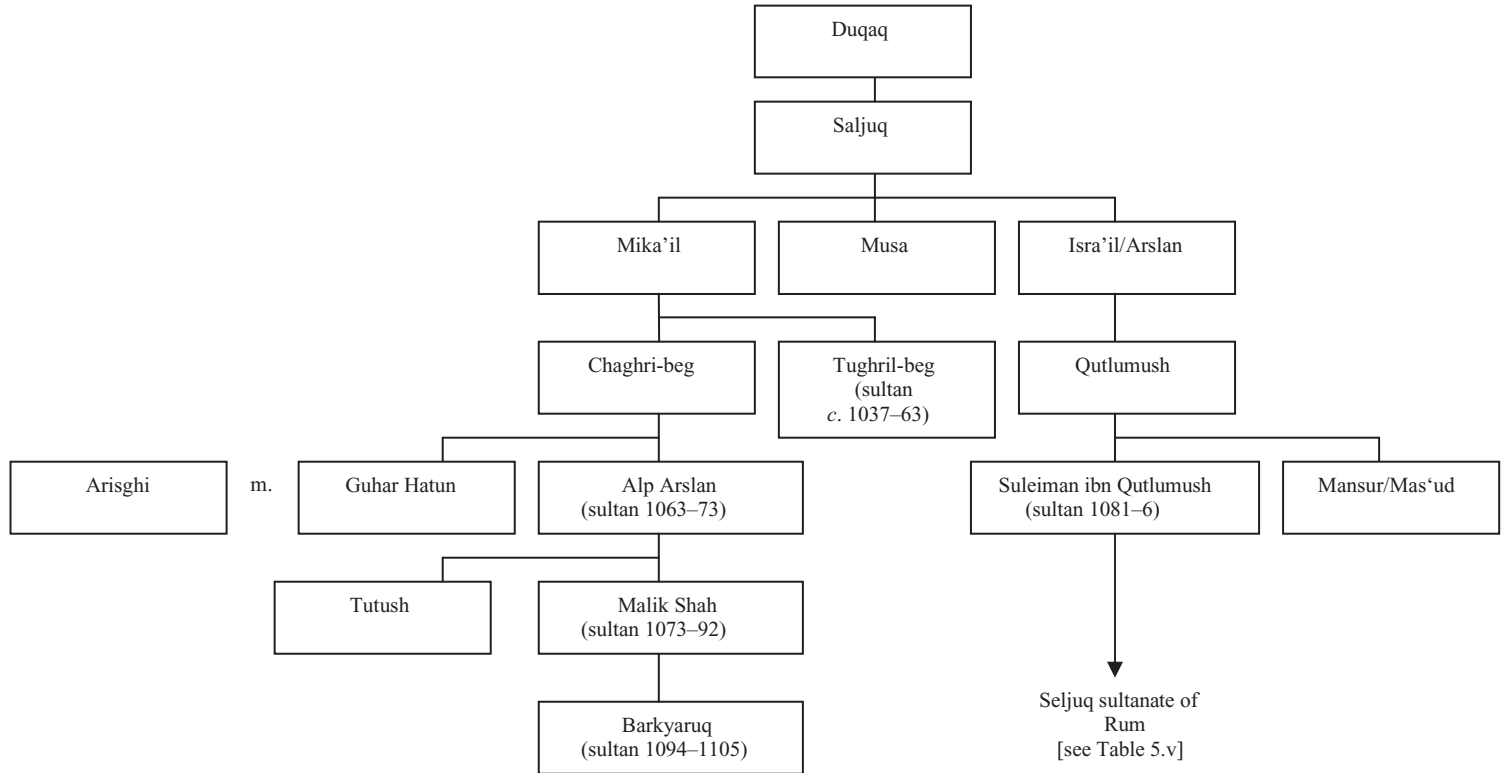 Duqaq
Saljuq
Mika’il
Musa
Isra’il/Arslan
Chaghri-beg
Tughril-beg
(sultan
c. 1037–63)
Qutlumush
Arisghi
m.
Guhar Hatun
Alp Arslan
(sultan 1063–73)
Suleiman ibn Qutlumush
(sultan 1081–6)
Mansur/Mas‘ud
Tutush
Malik Shah
(sultan 1073–92)
Barkyaruq
(sultan 1094–1105)
Seljuq sultanate of
Rum
[see Table 5.v]